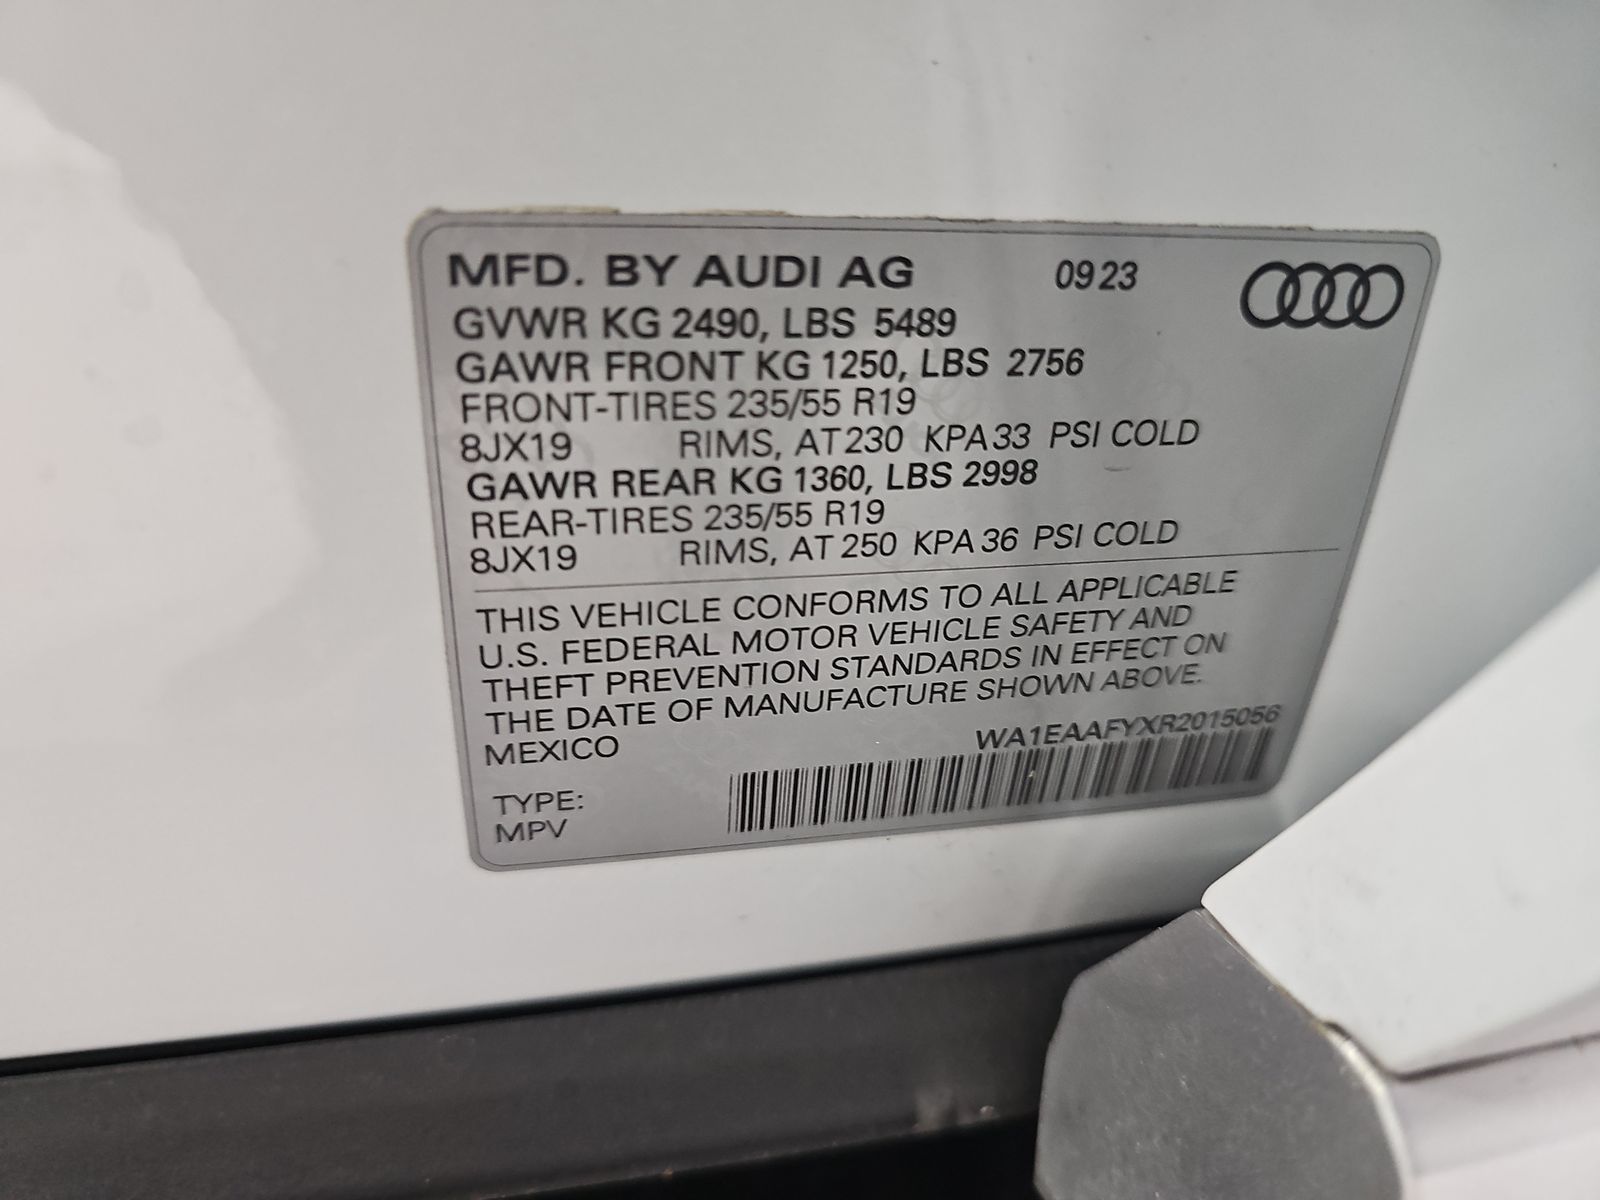 MFD. BY AUDI AG 09 23
GVWR KG 2490, LBS 5489
GAWR FRONT KG 1250, LBS 2756
FRONT-TIRES 235/55 R19
8JX19 RIMS, AT 230 KPA 33 PSI COLD
GAWR REAR KG 1360, LBS 2998
REAR-TIRES 235/55 R19
8JX19 RIMS, AT 250 KPA 36 PSI COLD
THIS VEHICLE CONFORMS TO ALL APPLICABLE
U.S. FEDERAL MOTOR VEHICLE SAFETY AND
THEFT PREVENTION STANDARDS IN EFFECT ON
THE DATE OF MANUFACTURE SHOWN ABOVE.
MEXICO WA1EAAFYXR2015056
TYPE:
MPV